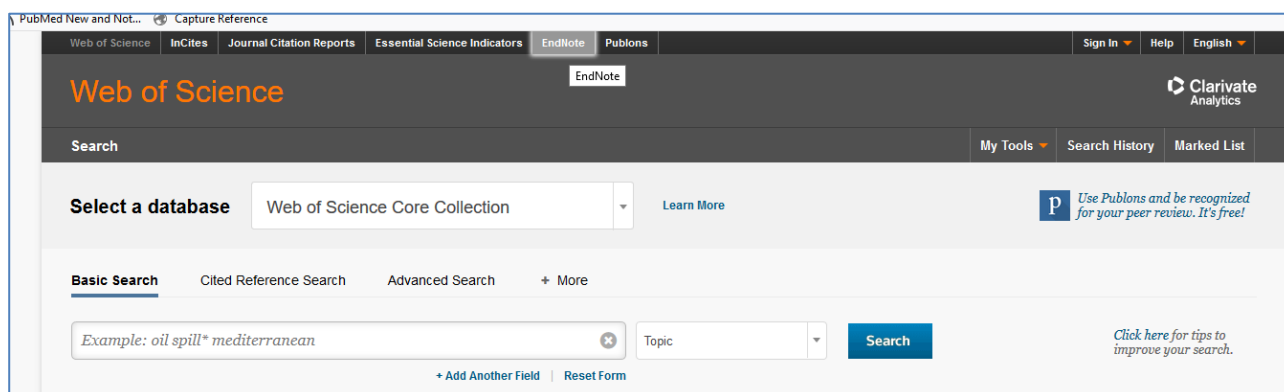 PubMed New and Not... Capture Reference
Web of Science InCites Journal Citation Reports Essential Science Indicators EndNote Publons Sign In Help English
EndNote
Web of Science Clarivate
Analytics
Search My Tools Search History Marked List
Select a database Web of Science Core Collection Learn More Use Publons and be recognized
for your peer review. It's free!
Basic Search Cited Reference Search Advanced Search + More
Example: oil spill* mediterranean Topic Search Click here for tips to
improve your search.
+ Add Another Field | Reset Form